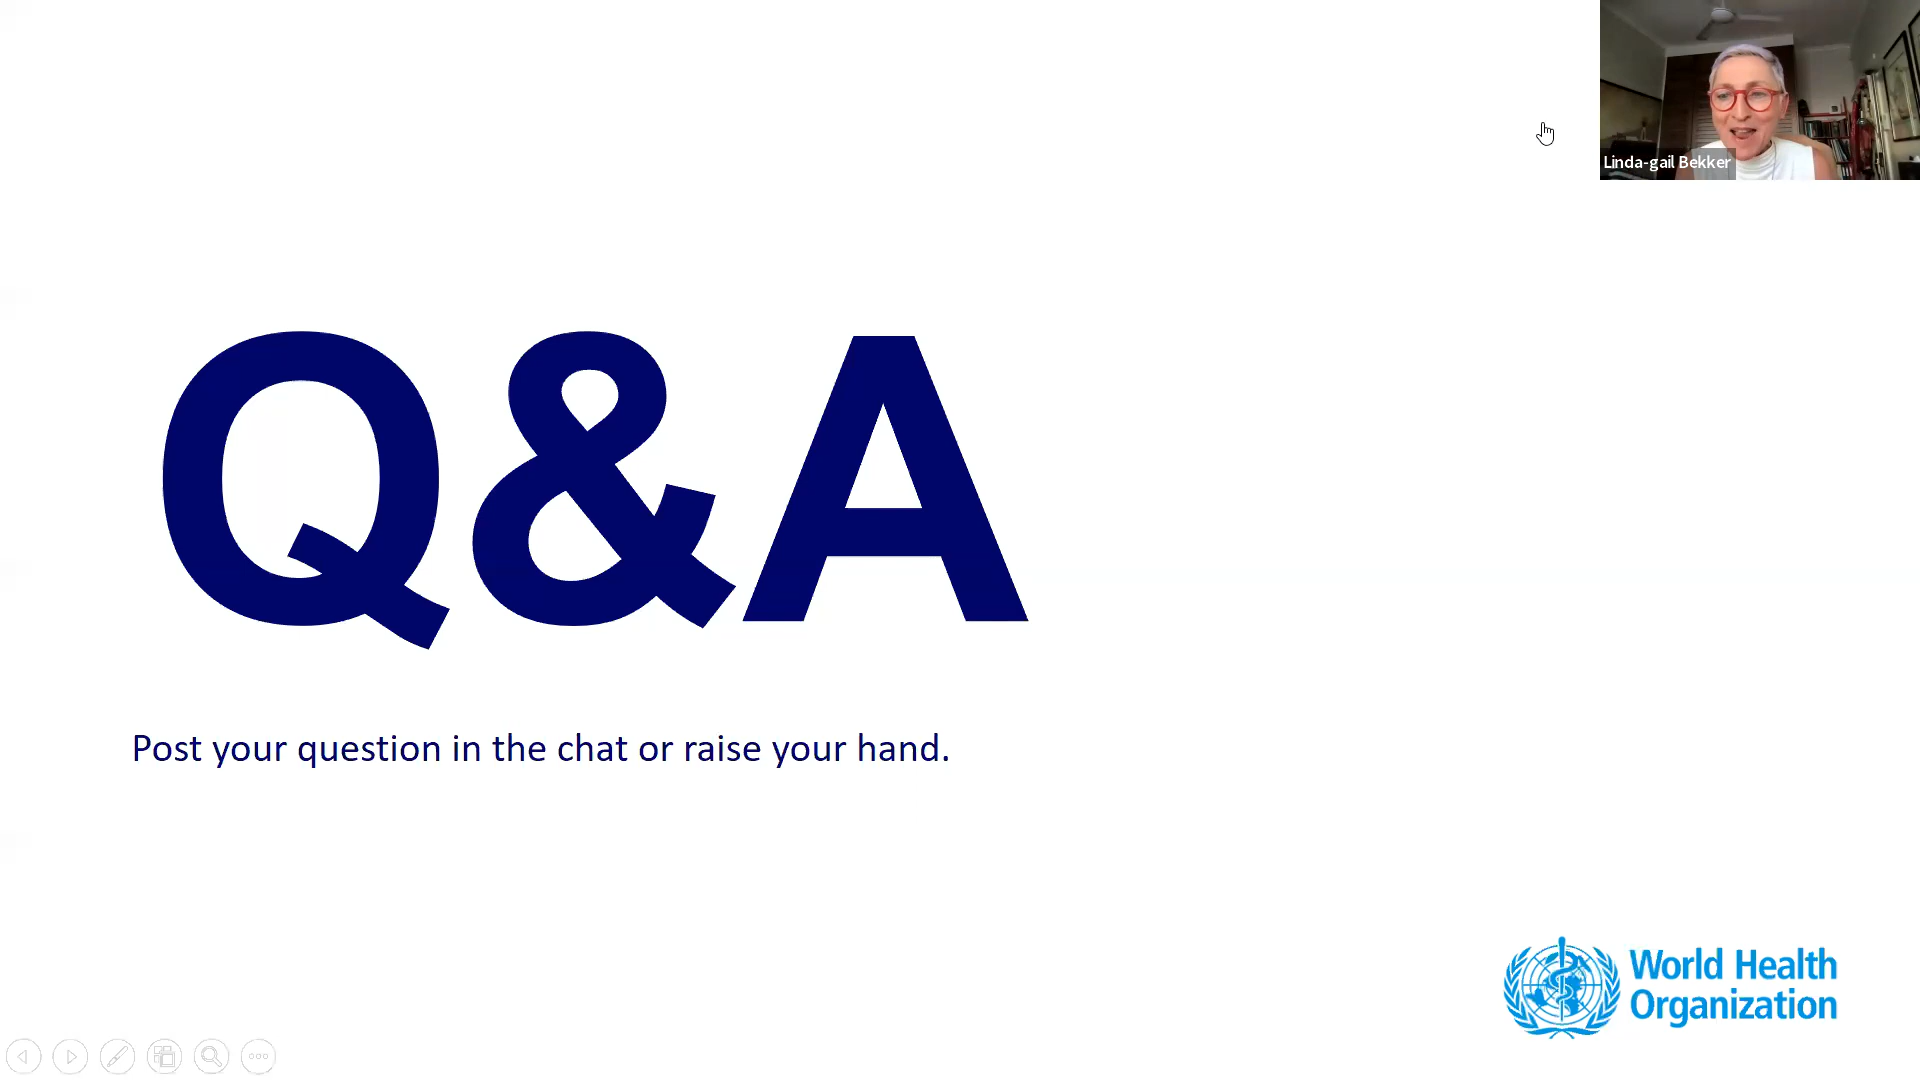 Linda-gail Bekker
Q&A
Post your question in the chat or raise your hand.
World Health
Organization